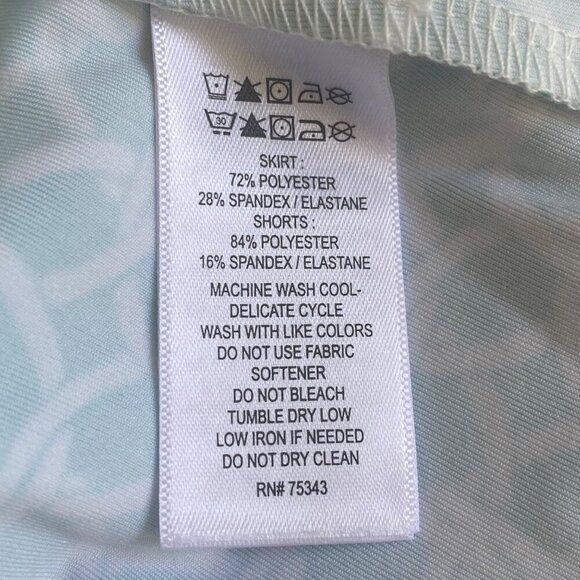 30
SKIRT :
72% POLYESTER
28% SPANDEX / ELASTANE
SHORTS :
84% POLYESTER
16% SPANDEX / ELASTANE
MACHINE WASH COOL-
DELICATE CYCLE
WASH WITH LIKE COLORS
DO NOT USE FABRIC
SOFTENER
DO NOT BLEACH
TUMBLE DRY LOW
LOW IRON IF NEEDED
DO NOT DRY CLEAN
RN# 75343